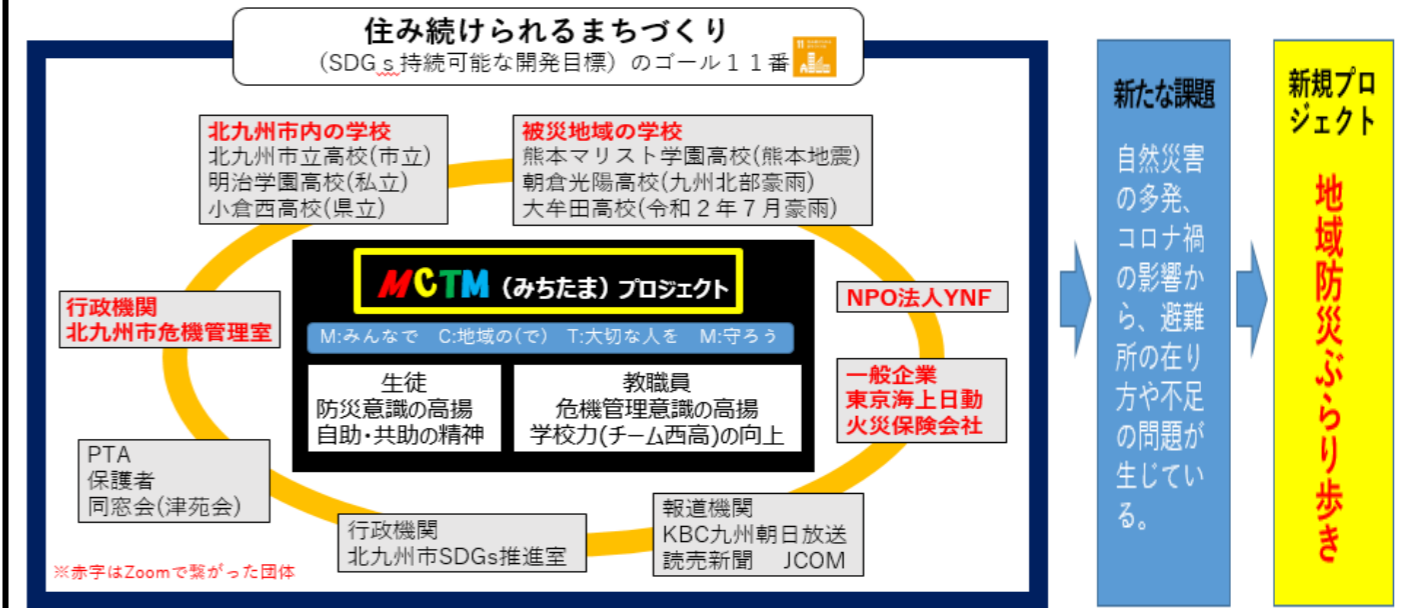 住み続けられるまちづくり
(SDGｓ持続可能な開発目標）のゴール１１番
11
北九州市内の学校
北九州市立高校(市立)
明治学園高校(私立)
小倉西高校(県立)
被災地域の学校
熊本マリスト学園高校(熊本地震)
朝倉光陽高校(九州北部豪雨)
大牟田高校(令和２年７月豪雨)
行政機関
北九州市危機管理室
MCTM（みちたま）プロジェクト
M:みんなで　C:地域の(で)　T:大切な人を　M:守ろう
生徒
防災意識の高揚
自助・共助の精神
教職員
危機管理意識の高揚
学校力(チーム西高)の向上
NPO法人YNF
一般企業
東京海上日動
火災保険会社
PTA
保護者
同窓会(津苑会)
行政機関
北九州市SDGs推進室
報道機関
KBC九州朝日放送
読売新聞　JCOM
※赤字はZoomで繋がった団体
新たな課題
自然災害
の多発、
コロナ禍
の影響か
ら、避難
所の在り
方や不足
の問題が
生じてい
る。
新規プロ
ジェクト
地域防災ぶらり歩き